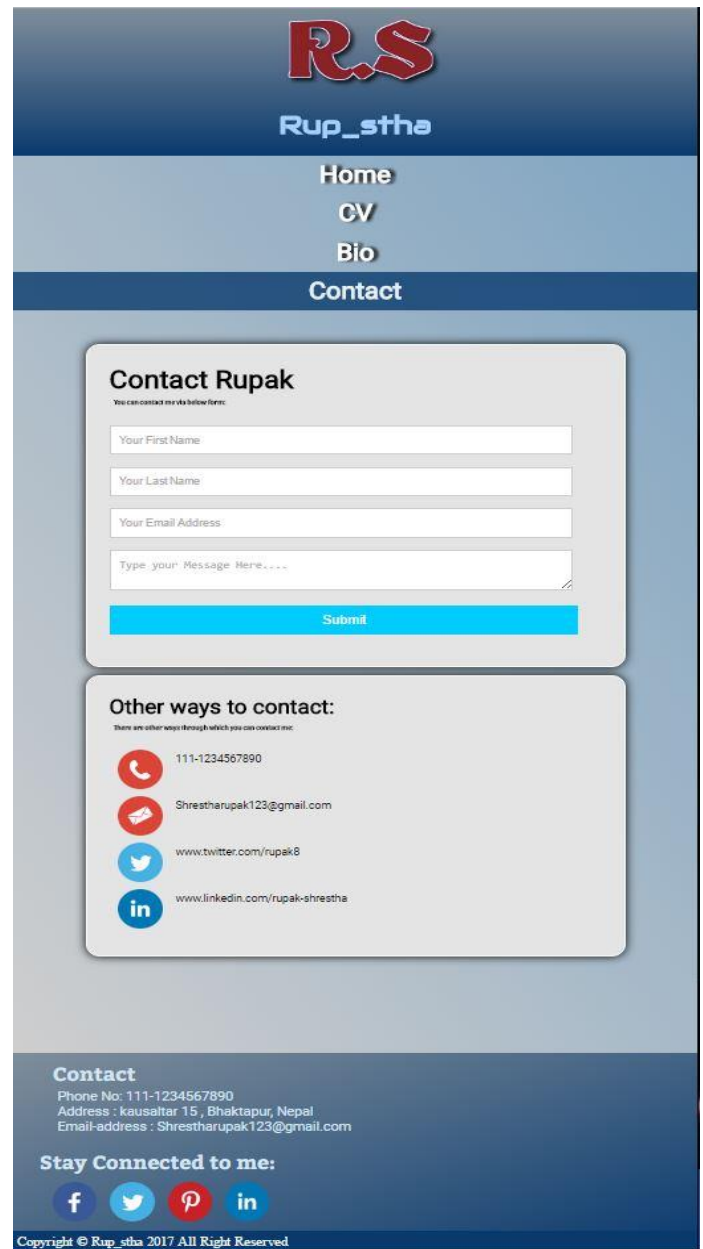 R.S
Rup_stha
Home
CV
Bio
Contact
Contact Rupak
You can contact me via below form:
Your First Name
Your Last Name
Your Email Address
Type your Message Here....
Submit
Other ways to contact:
There are other ways through which you can contact me:
111-1234567890
Shrestharupak123@gmail.com
www.twitter.com/rupak8
in
www.linkedin.com/rupak-shrestha
Contact
Phone No: 111-1234567890
Address : kausaltar 15 , Bhaktapur, Nepal
Email-address : Shrestharupak123@gmail.com
Stay Connected to me:
f in
Copyright © Rup_stha 2017 All Right Reserved